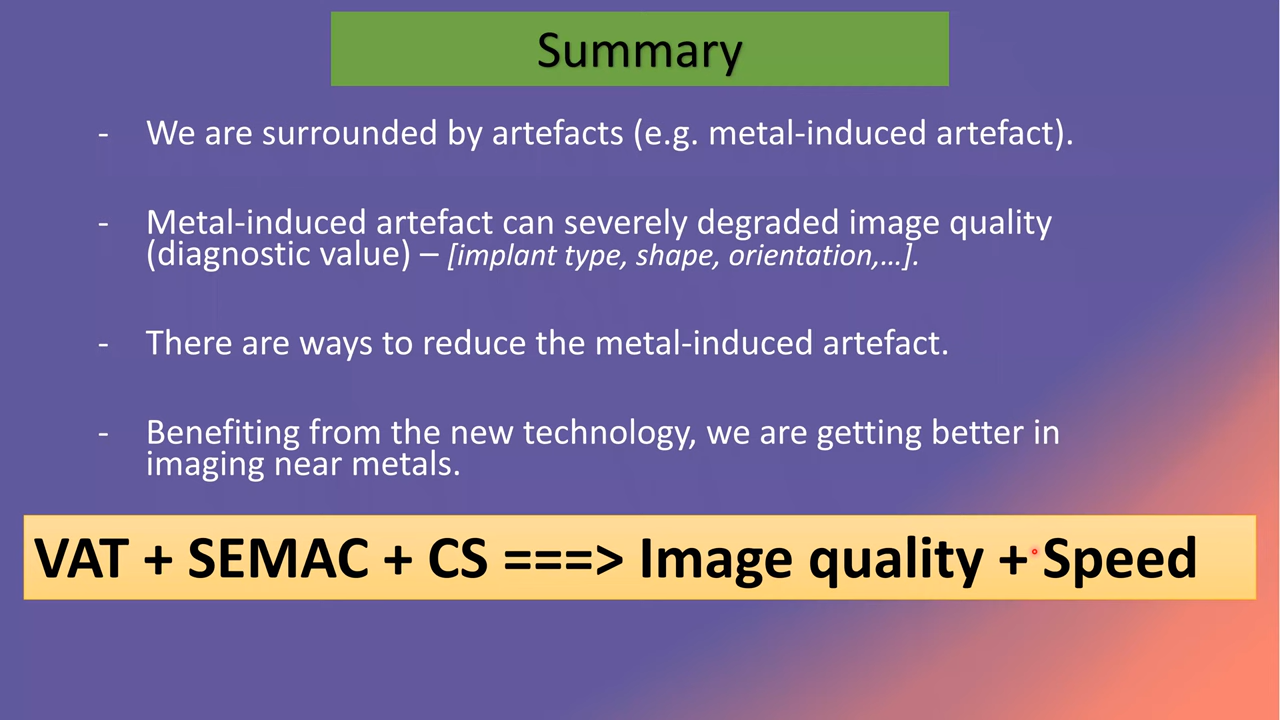 Summary
- We are surrounded by artefacts (e.g. metal-induced artefact).
- Metal-induced artefact can severely degraded image quality
(diagnostic value) – [implant type, shape, orientation,...].
- There are ways to reduce the metal-induced artefact.
- Benefiting from the new technology, we are getting better in
imaging near metals.
VAT + SEMAC + CS ===> Image quality + Speed